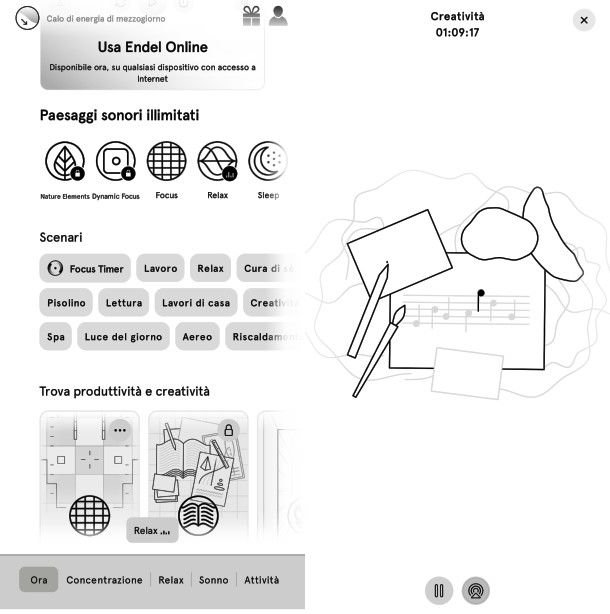 Calo di energia di mezzogiorno
Usa Endel Online
Disponibile ora, su qualsiasi dispositivo con accesso a
Internet
Paesaggi sonori illimitati
Nature Elements Dynamic Focus Focus Relax Sleep
Scenari
Focus Timer Lavoro Relax Cura di
Pisolino Lettura Lavori di casa Creatività
Spa Luce del giorno Aereo Riscaldam
Trova produttività e creatività
Relax
Ora Concentrazione Relax Sonno Attività
Creatività
01:09:17